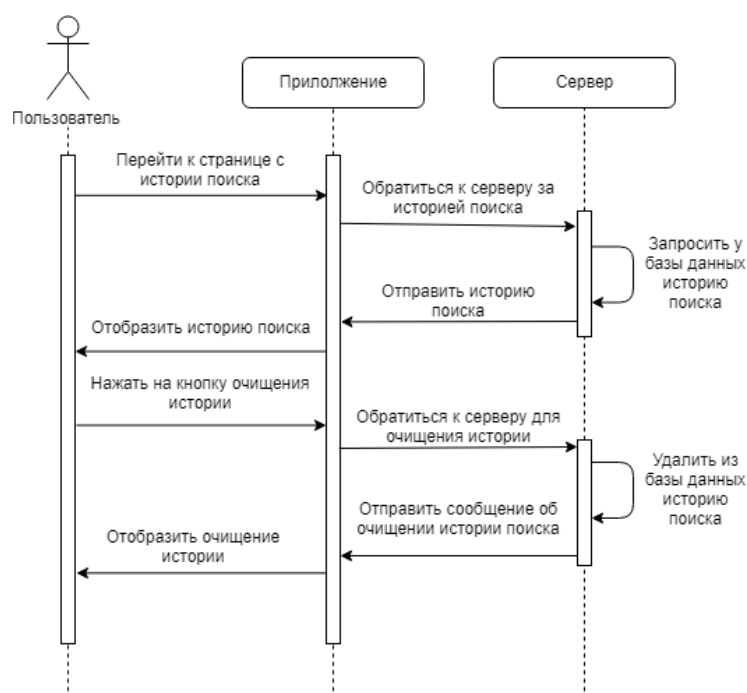 Прилолжение
Сервер
Пользователь
Перейти к странице с
истории поиска
Обратиться к серверу за
историей поиска
Запросить у
базы данных
историю
поиска
Отправить историю
поиска
Отобразить историю поиска
Нажать на кнопку очищения
истории
Обратиться к серверу для
очищения истории
Удалить из
базы данных
историю
поиска
Отправить сообщение об
очищении истории поиска
Отобразить очищение
истории